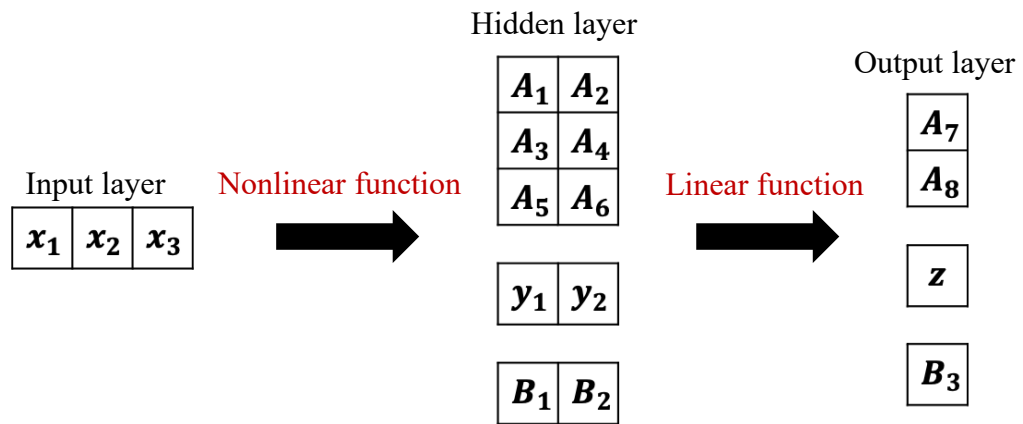 Hidden layer
A₁ A₂
A₃ A₄
A₅ A₆
y₁ y₂
B₁ B₂
Input layer
x₁ x₂ x₃
Nonlinear function
Linear function
Output layer
A₇
A₈
z
B₃